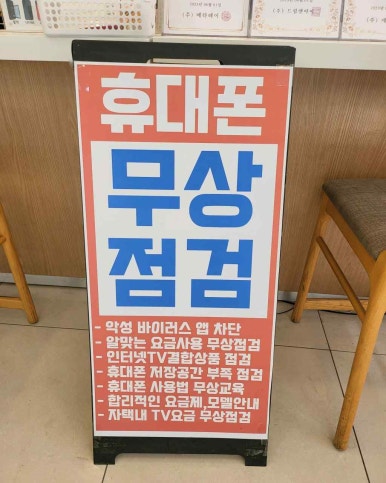 휴대폰
무상
점검
- 악성 바이러스 앱 차단
- 알맞는 요금사용 무상점검
- 인터넷TV결합상품 점검
- 휴대폰 저장공간 부족 점검
- 휴대폰 사용법 무상교육
- 합리적인 요금제,모델안내
- 자택내 TV요금 무상점검